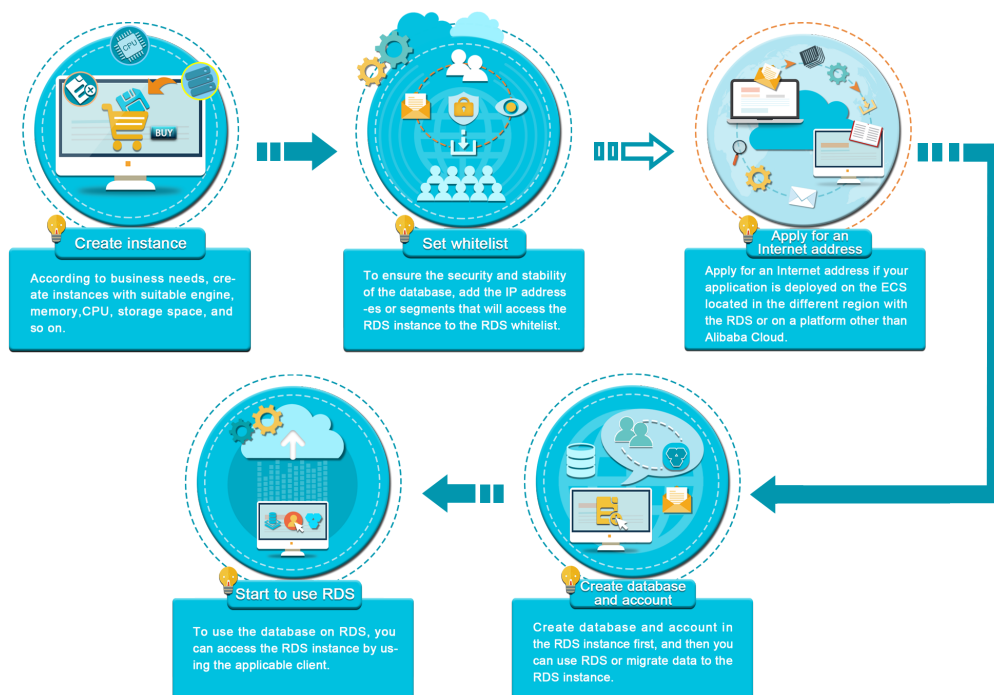 CPU
BUY
Create instance
According to business needs, cre-
ate instances with suitable engine,
memory,CPU, storage space, and
so on.
Set whitelist
To ensure the security and stability
of the database, add the IP address
-es or segments that will access the
RDS instance to the RDS whitelist.
Apply for an
Internet address
Apply for an Internet address if your
application is deployed on the ECS
located in the different region with
the RDS or on a platform other than
Alibaba Cloud.
Create database
and account
Create database and account in
the RDS instance first, and then you
can use RDS or migrate data to the
RDS instance.
Start to use RDS
To use the database on RDS, you
can access the RDS instance by us-
ing the applicable client.